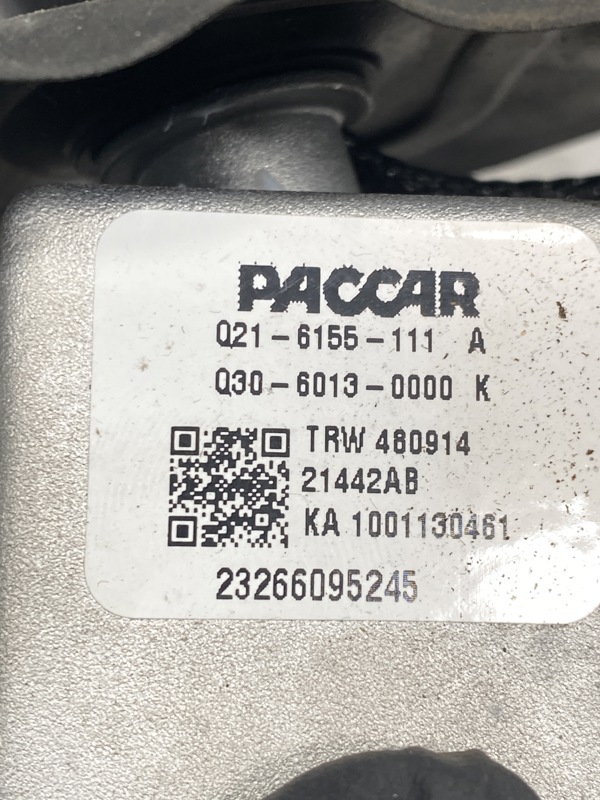 PACCAR
Q21-6155-111 A
Q30-6013-0000 K
TRW 480914
21442AB
KA 1001130461
23266095245